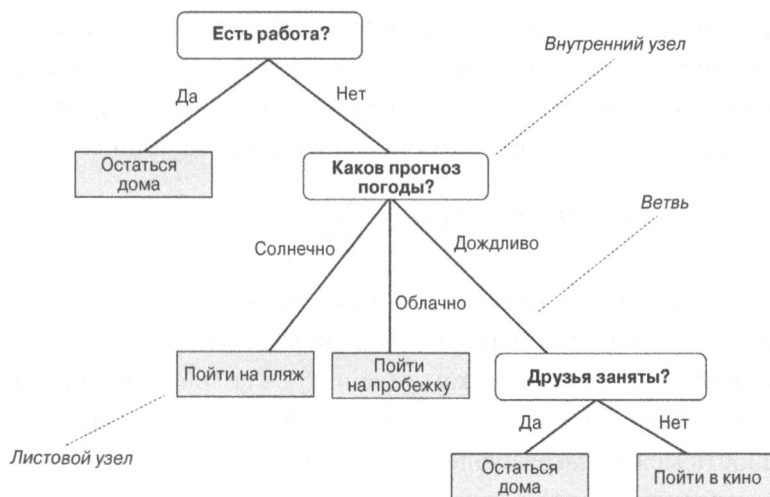 Есть работа?
Внутренний узел
Да
Нет
Остаться
дома
Каков прогноз
погоды?
Ветвь
Солнечно
Дождливо
Облачно
Пойти на пляж
Пойти
на пробежку
Друзья заняты?
Да
Нет
Листовой узел
Остаться
дома
Пойти в кино